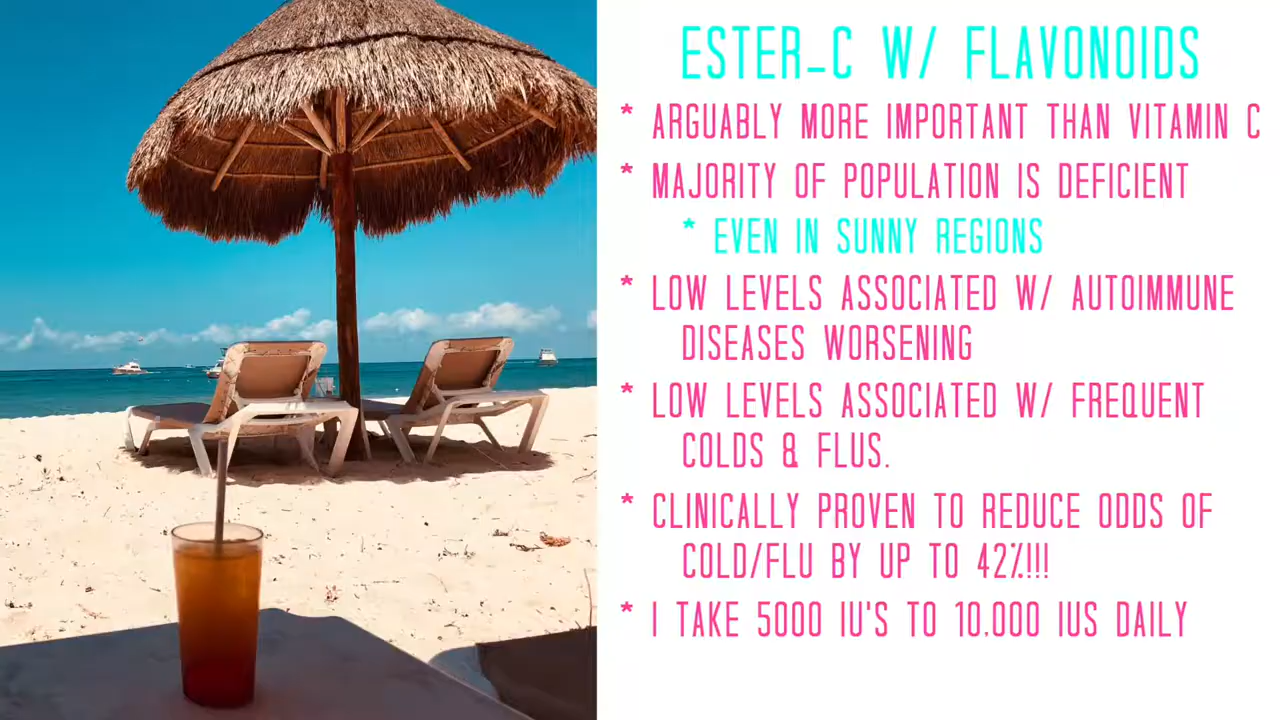 ESTER-C W/ FLAVONOIDS
* ARGUABLY MORE IMPORTANT THAN VITAMIN C
* MAJORITY OF POPULATION IS DEFICIENT
* EVEN IN SUNNY REGIONS
* LOW LEVELS ASSOCIATED W/ AUTOIMMUNE
DISEASES WORSENING
* LOW LEVELS ASSOCIATED W/ FREQUENT
COLDS & FLUS.
* CLINICALLY PROVEN TO REDUCE ODDS OF
COLD/FLU BY UP TO 42%!!!
* I TAKE 5000 IU'S TO 10,000 IUS DAILY